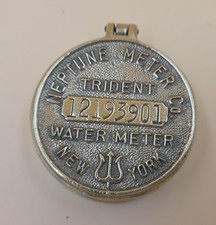 NEPTUNE METER CO.
TRIDENT
12193901
WATER METER
NEW YORK